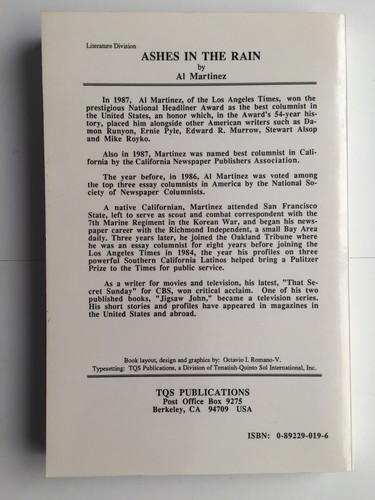 Literature Division
ASHES IN THE RAIN
by
Al Martinez
In 1987, Al Martinez, of the Los Angeles Times, won the
prestigious National Headliner Award as the best columnist in
the United States, an honor which, in the Award's 54-year his-
tory, placed him alongside other American writers such as Da-
mon Runyon, Ernie Pyle, Edward R. Murrow, Stewart Alsop
and Mike Royko.
Also in 1987, Martinez was named best columnist in Cali-
fornia by the California Newspaper Publishers Association.
The year before, in 1986, Al Martinez was voted among
the top three essay columnists in America by the National So-
ciety of Newspaper Columnists.
A native Californian, Martinez attended San Francisco
State, left to serve as scout and combat correspondent with the
7th Marine Regiment in the Korean War, and began his news-
paper career with the Richmond Independent, a small Bay Area
daily. Three years later, he joined the Oakland Tribune where
he was an essay columnist for eight years before joining the
Los Angeles Times in 1984, the year his profiles on three
powerful Southern California Latinos helped bring a Pulitzer
Prize to the Times for public service.
As a writer for movies and television, his latest, "That Se-
cret Sunday" for CBS, won critical acclaim. One of his two
published books, "Jigsaw John," became a television series.
His short stories and profiles have appeared in magazines in
the United States and abroad.
Book layout, design and graphics by: Octavio I. Romano-V.
Typesetting: TQS Publications, a Division of Tonatiuh-Quinto Sol International, Inc.
TQS PUBLICATIONS
Post Office Box 9275
Berkeley, CA 94709 USA
ISBN: 0-89229-019-6